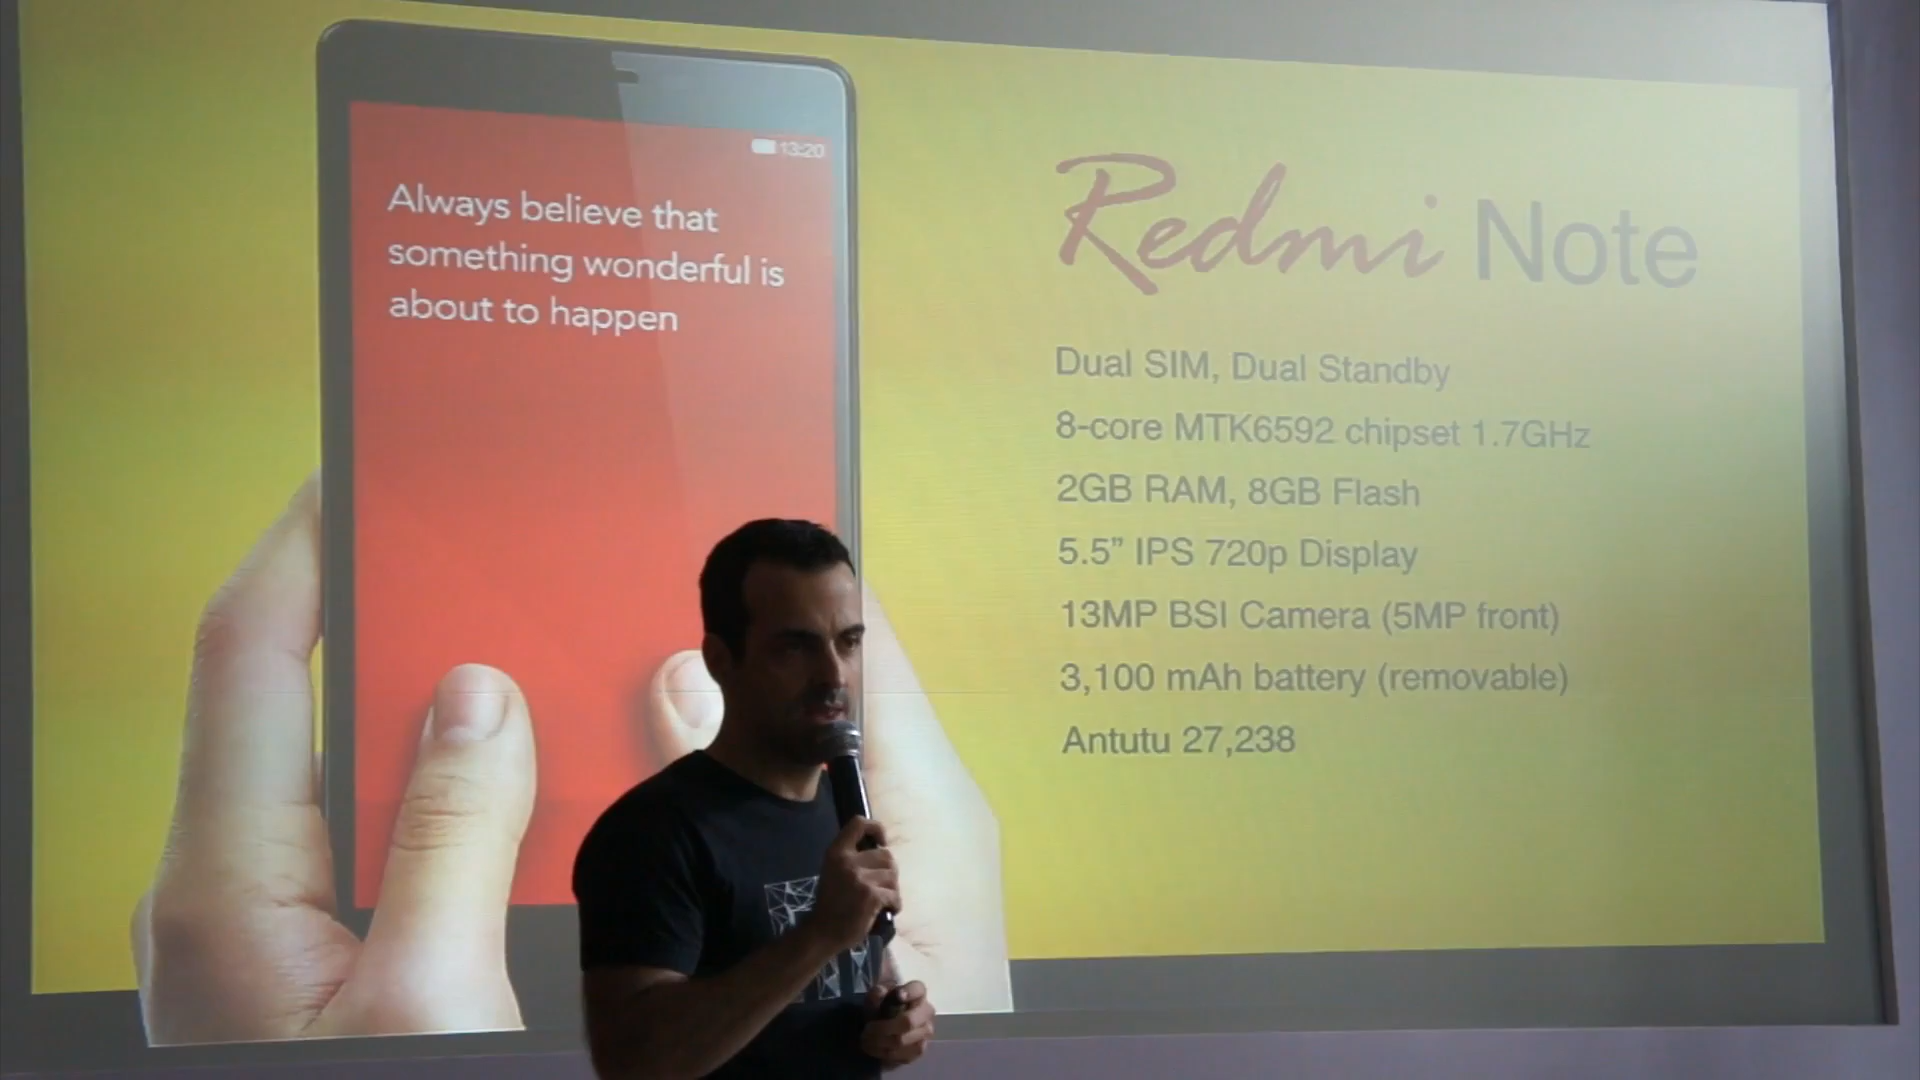 13:20
Always believe that
something wonderful is
about to happen
Redmi Note
Dual SIM, Dual Standby
8-core MTK6592 chipset 1.7GHz
2GB RAM, 8GB Flash
5.5” IPS 720p Display
13MP BSI Camera (5MP front)
3,100 mAh battery (removable)
Antutu 27,238